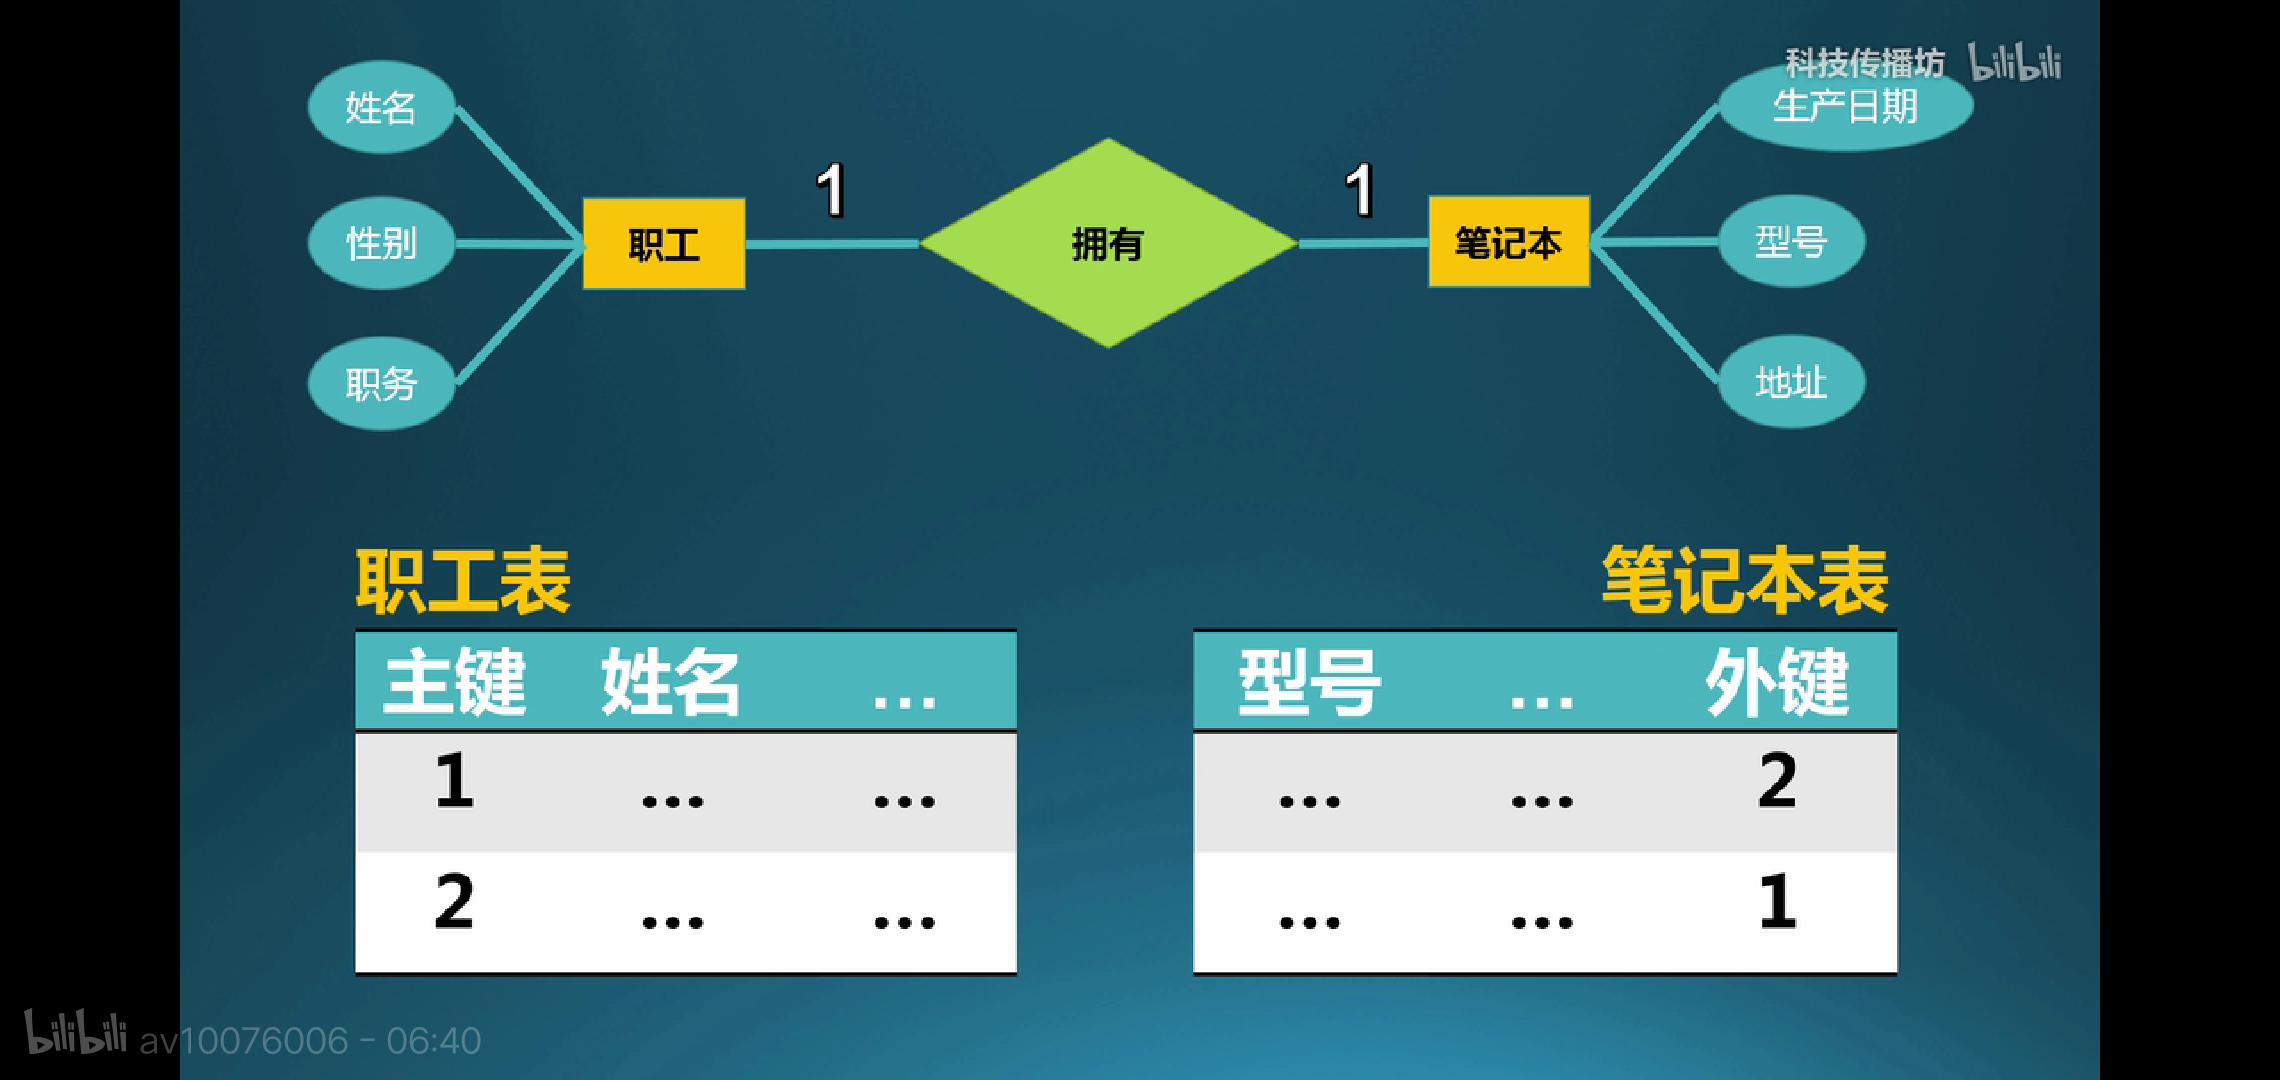 科技传播坊 bilibili
姓名
生产日期
1
1
性别
职工
拥有
笔记本
型号
职务
地址
职工表
笔记本表
主键 姓名 ...
型号 ... 外键
1 ... ...
... ... 2
2 ... ...
... ... 1
bilibili av10076006 - 06:40